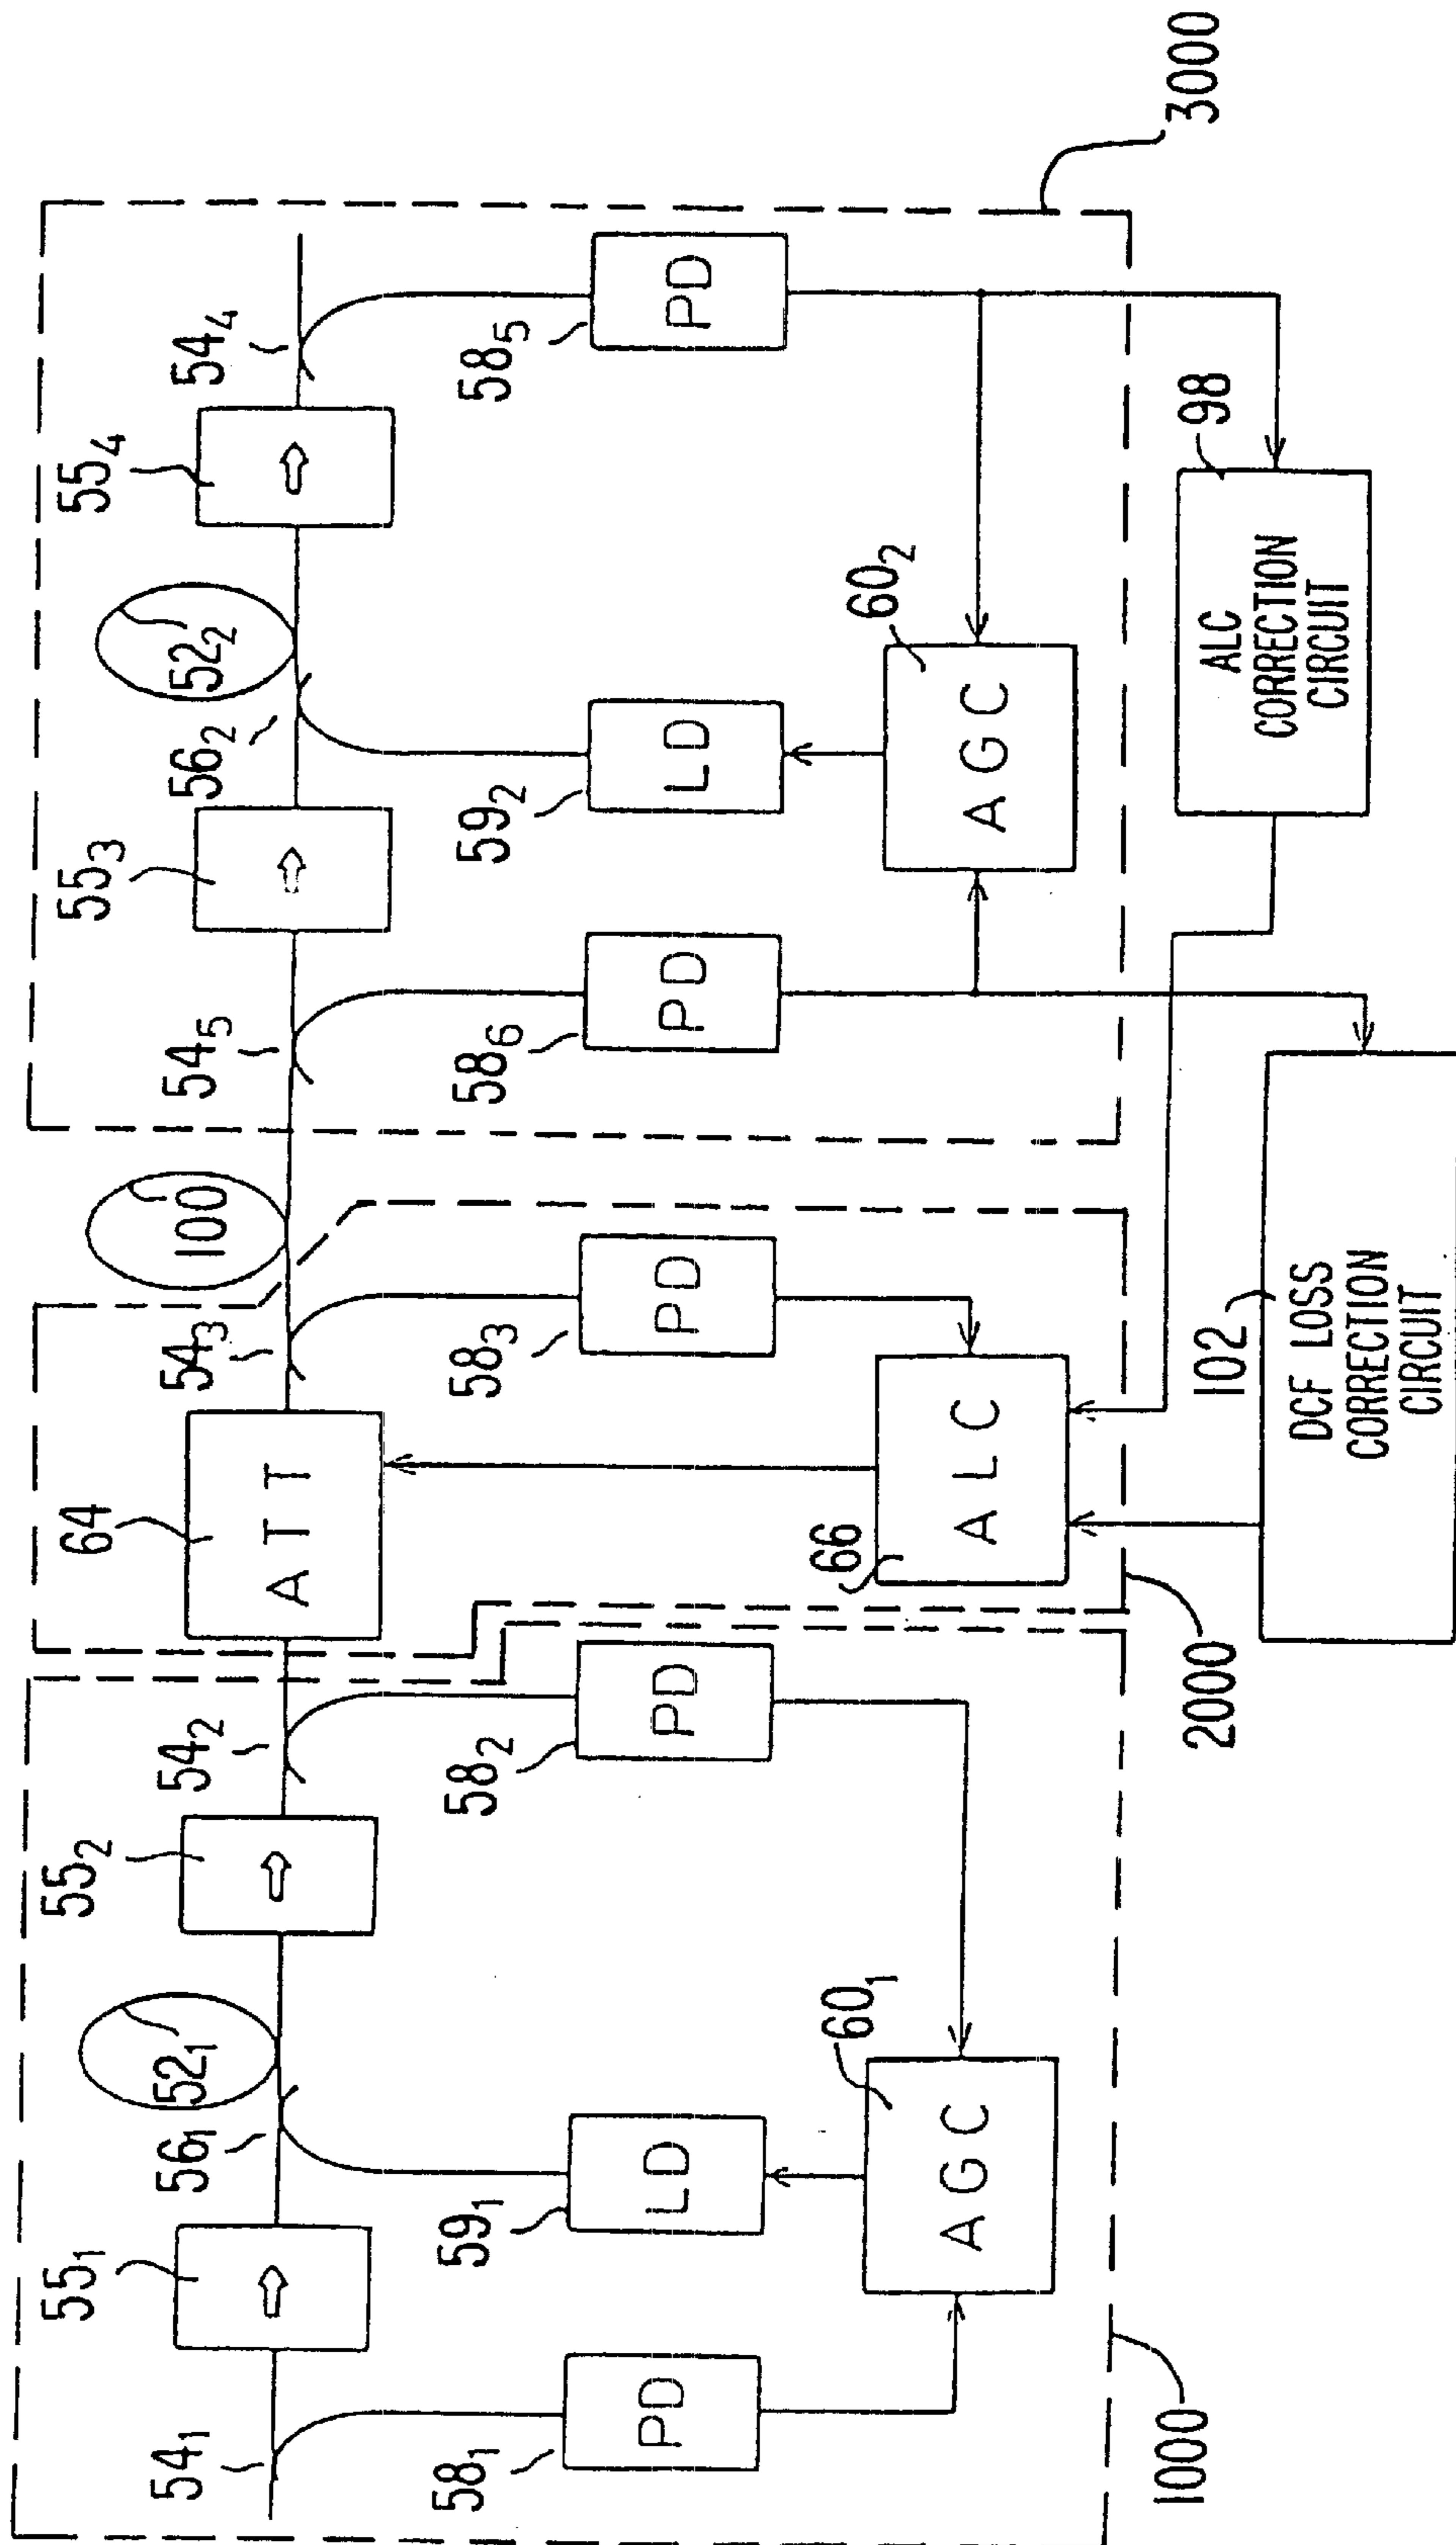 54₁
55₁
56₁
52₁
55₂
54₂
64
54₃
100
54₅
55₃
56₂
52₂
55₄
54₄
ATT
58₁
PD
59₁
LD
58₂
PD
58₃
PD
58₆
PD
59₂
LD
58₅
PD
60₁
AGC
66
ALC
60₂
AGC
1000
2000
3000
102
DCF LOSS
CORRECTION
CIRCUIT
98
ALC
CORRECTION
CIRCUIT